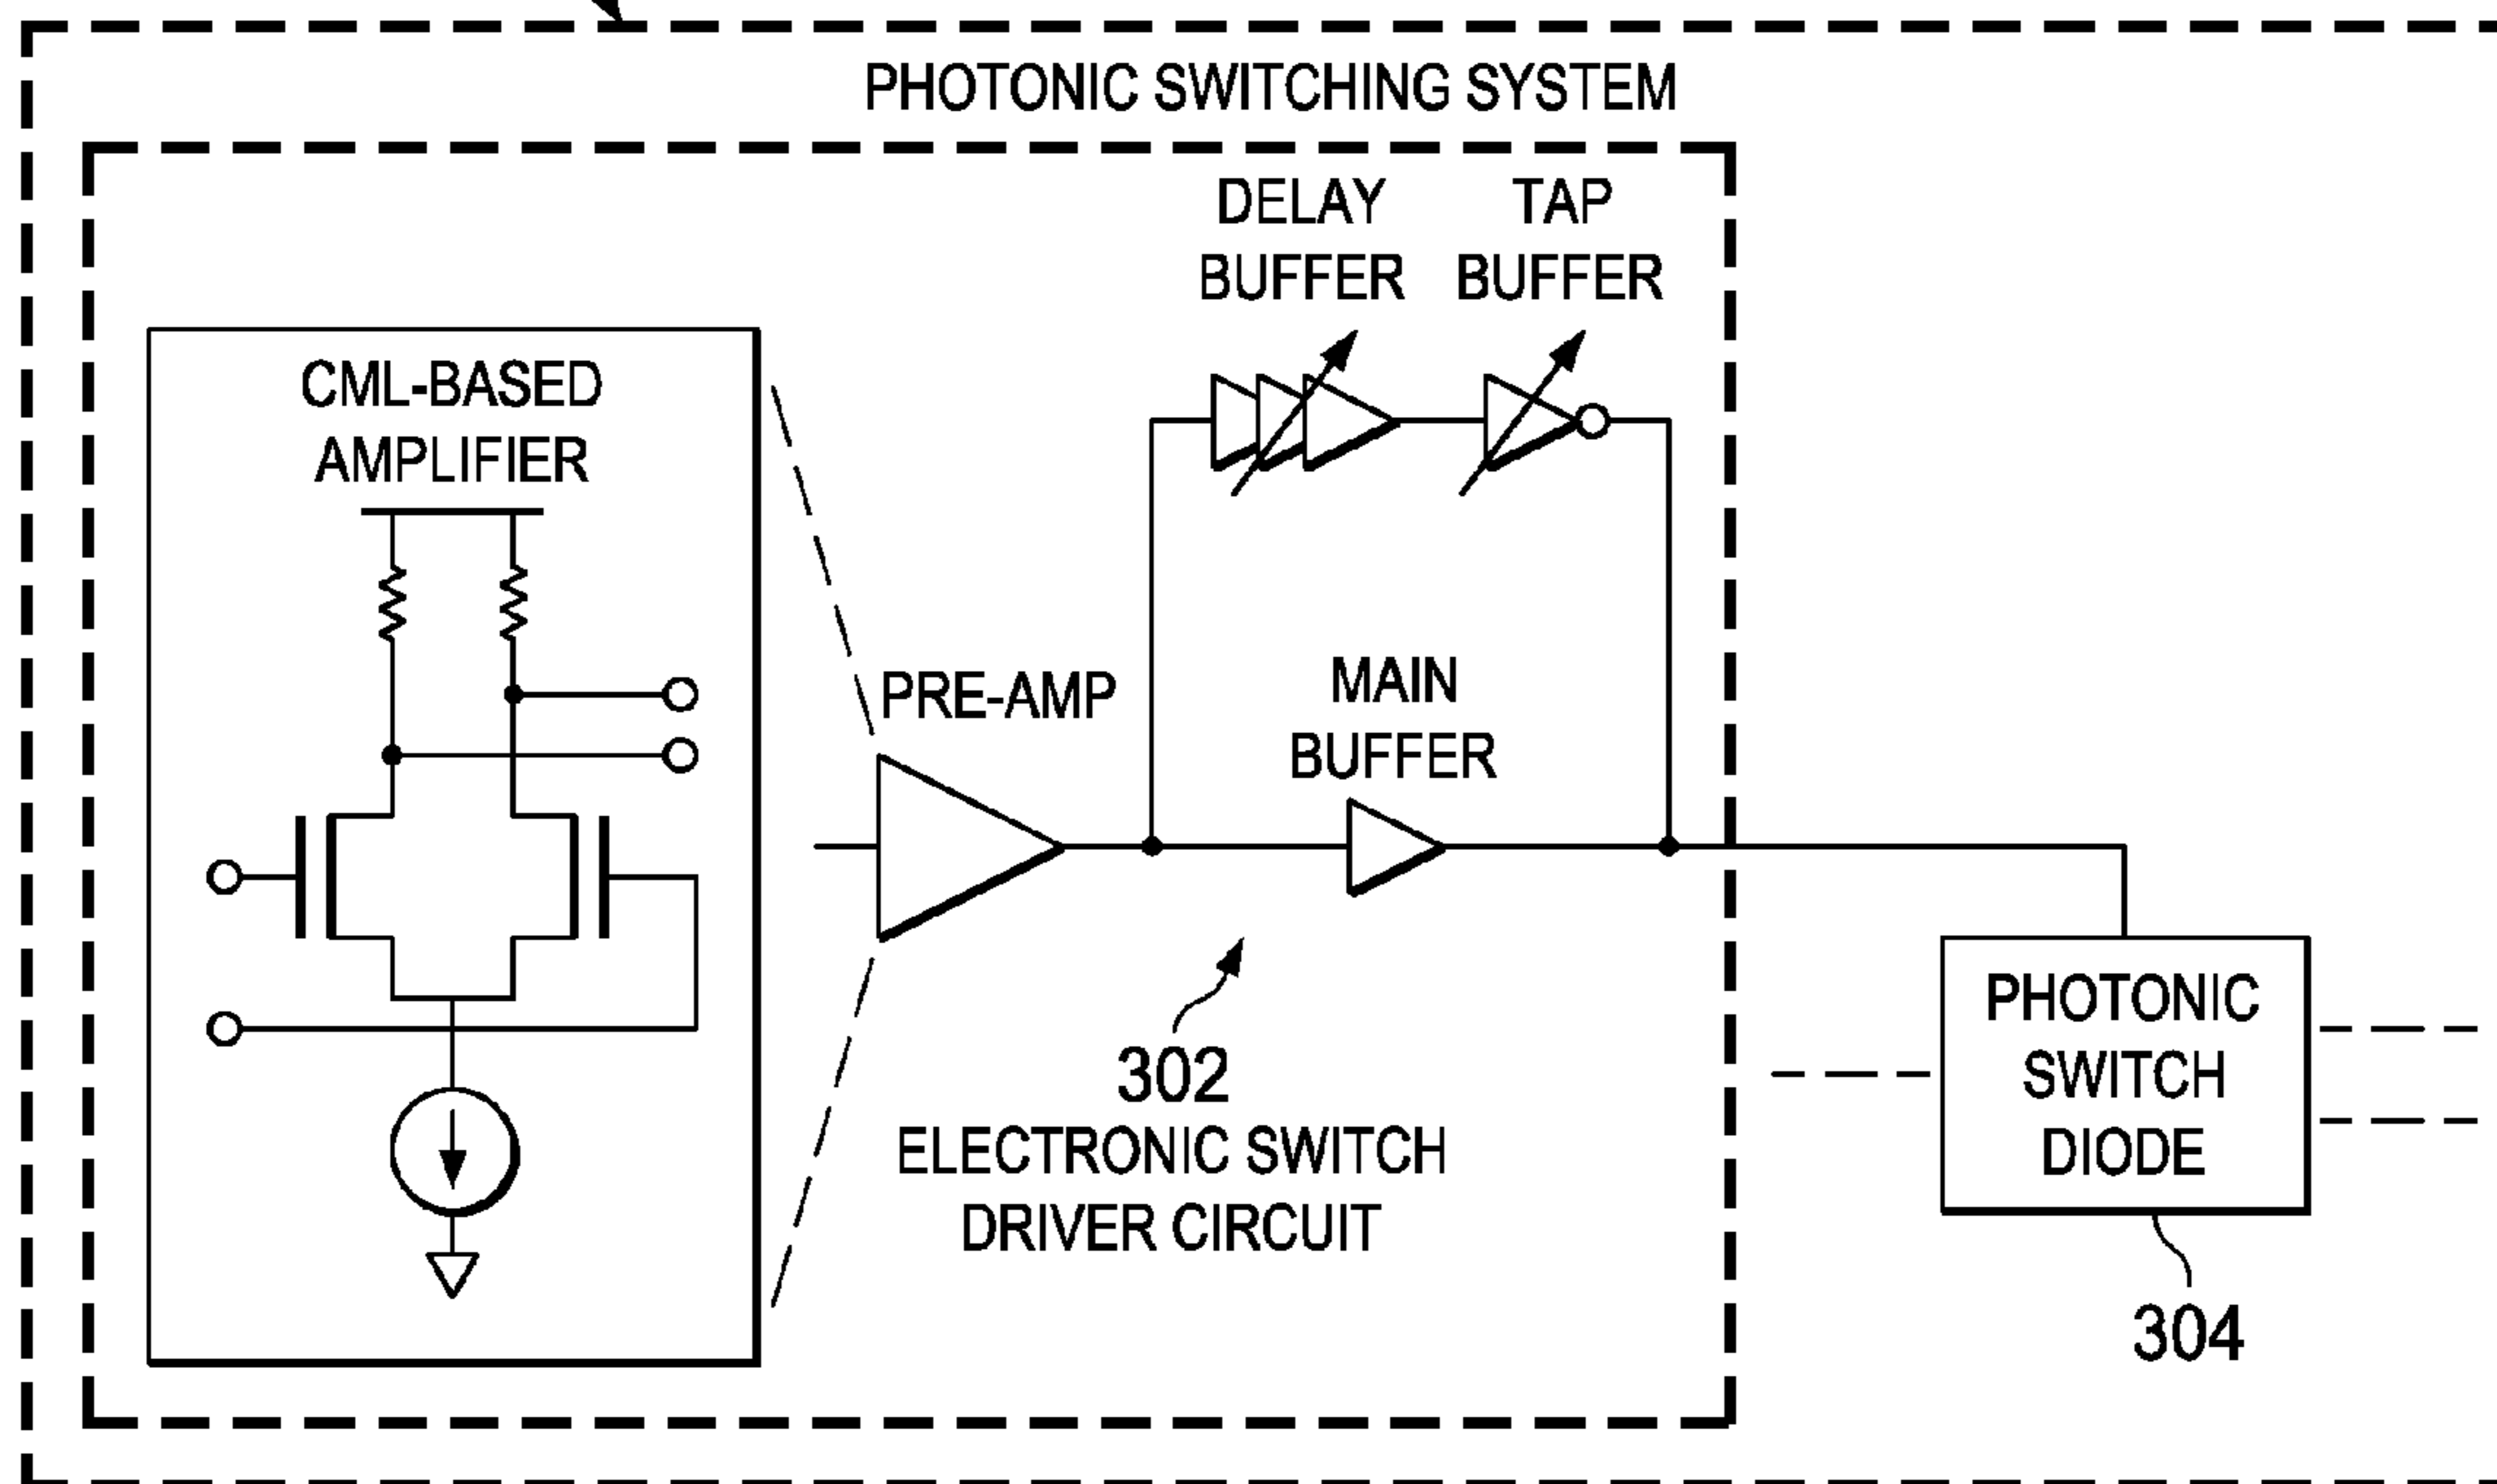 PHOTONIC SWITCHING SYSTEM
DELAY
BUFFER
TAP
BUFFER
CML-BASED
AMPLIFIER
PRE-AMP
MAIN
BUFFER
302
ELECTRONIC SWITCH
DRIVER CIRCUIT
PHOTONIC
SWITCH
DIODE
304